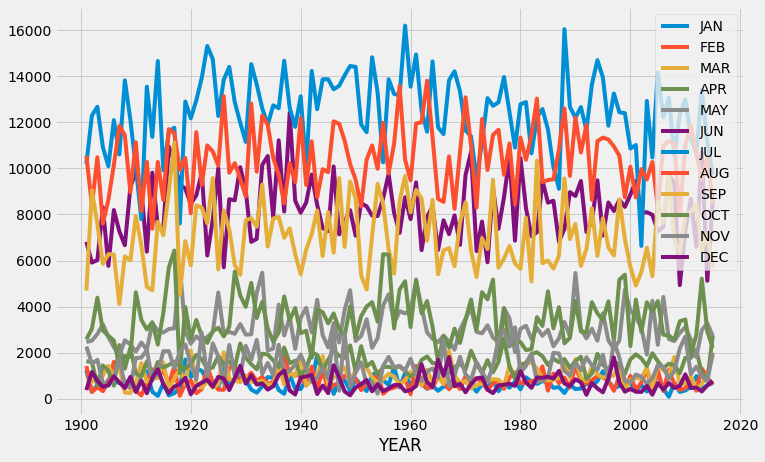 16000
14000
12000
10000
8000
6000
4000
2000
0
1900
1920
1940
1960
1980
2000
2020
YEAR
JAN
FEB
MAR
APR
MAY
JUN
JUL
AUG
SEP
OCT
NOV
DEC